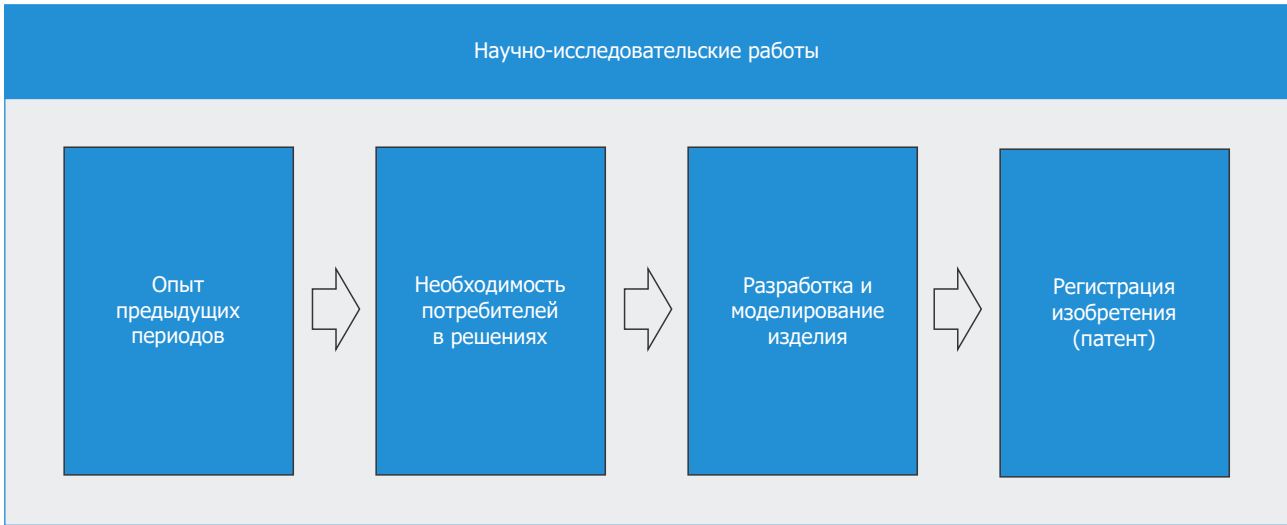 Научно-исследовательские работы
Опыт
предыдущих
периодов
Необходимость
потребителей
в решениях
Разработка и
моделирование
изделия
Регистрация
изобретения
(патент)